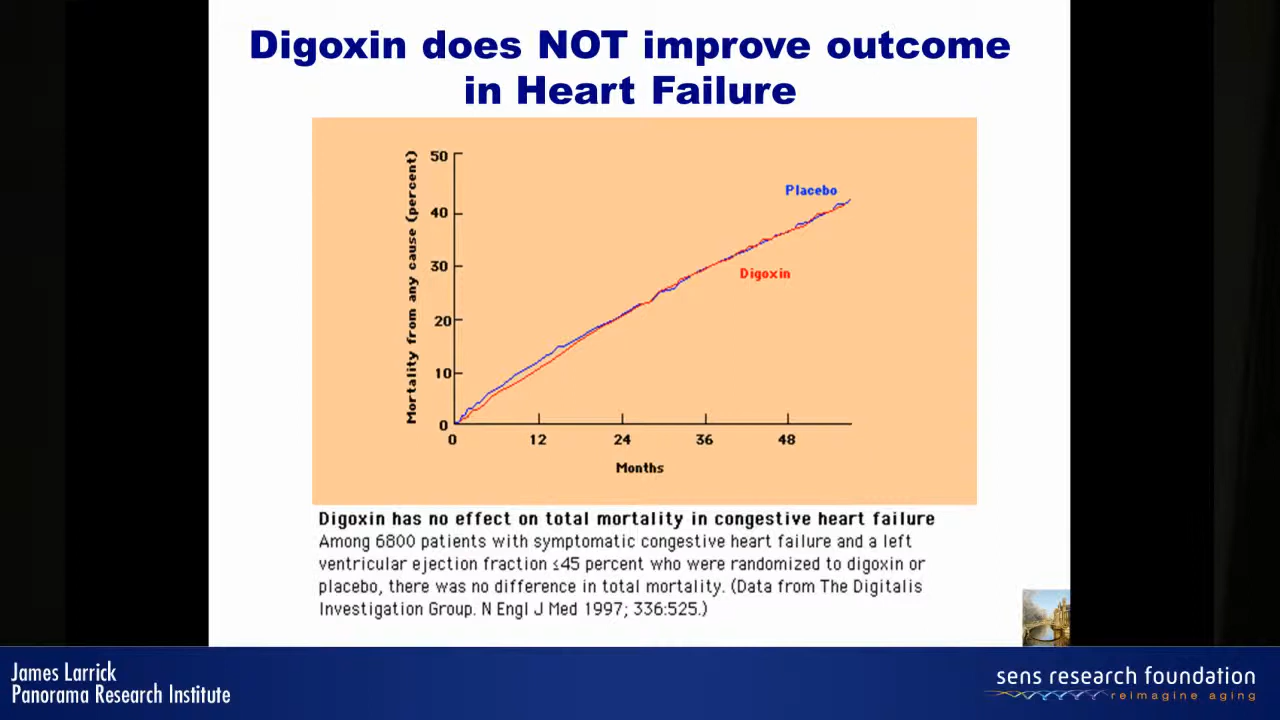 Digoxin does NOT improve outcome
in Heart Failure
Mortality from any cause (percent)
50
40
30
20
10
0
Placebo
Digoxin
0 12 24 36 48
Months
Digoxin has no effect on total mortality in congestive heart failure
Among 6800 patients with symptomatic congestive heart failure and a left
ventricular ejection fraction ≤45 percent who were randomized to digoxin or
placebo, there was no difference in total mortality. (Data from The Digitalis
Investigation Group. N Engl J Med 1997; 336:525.)
James Larrick
Panorama Research Institute
sens research foundation
reimagine aging